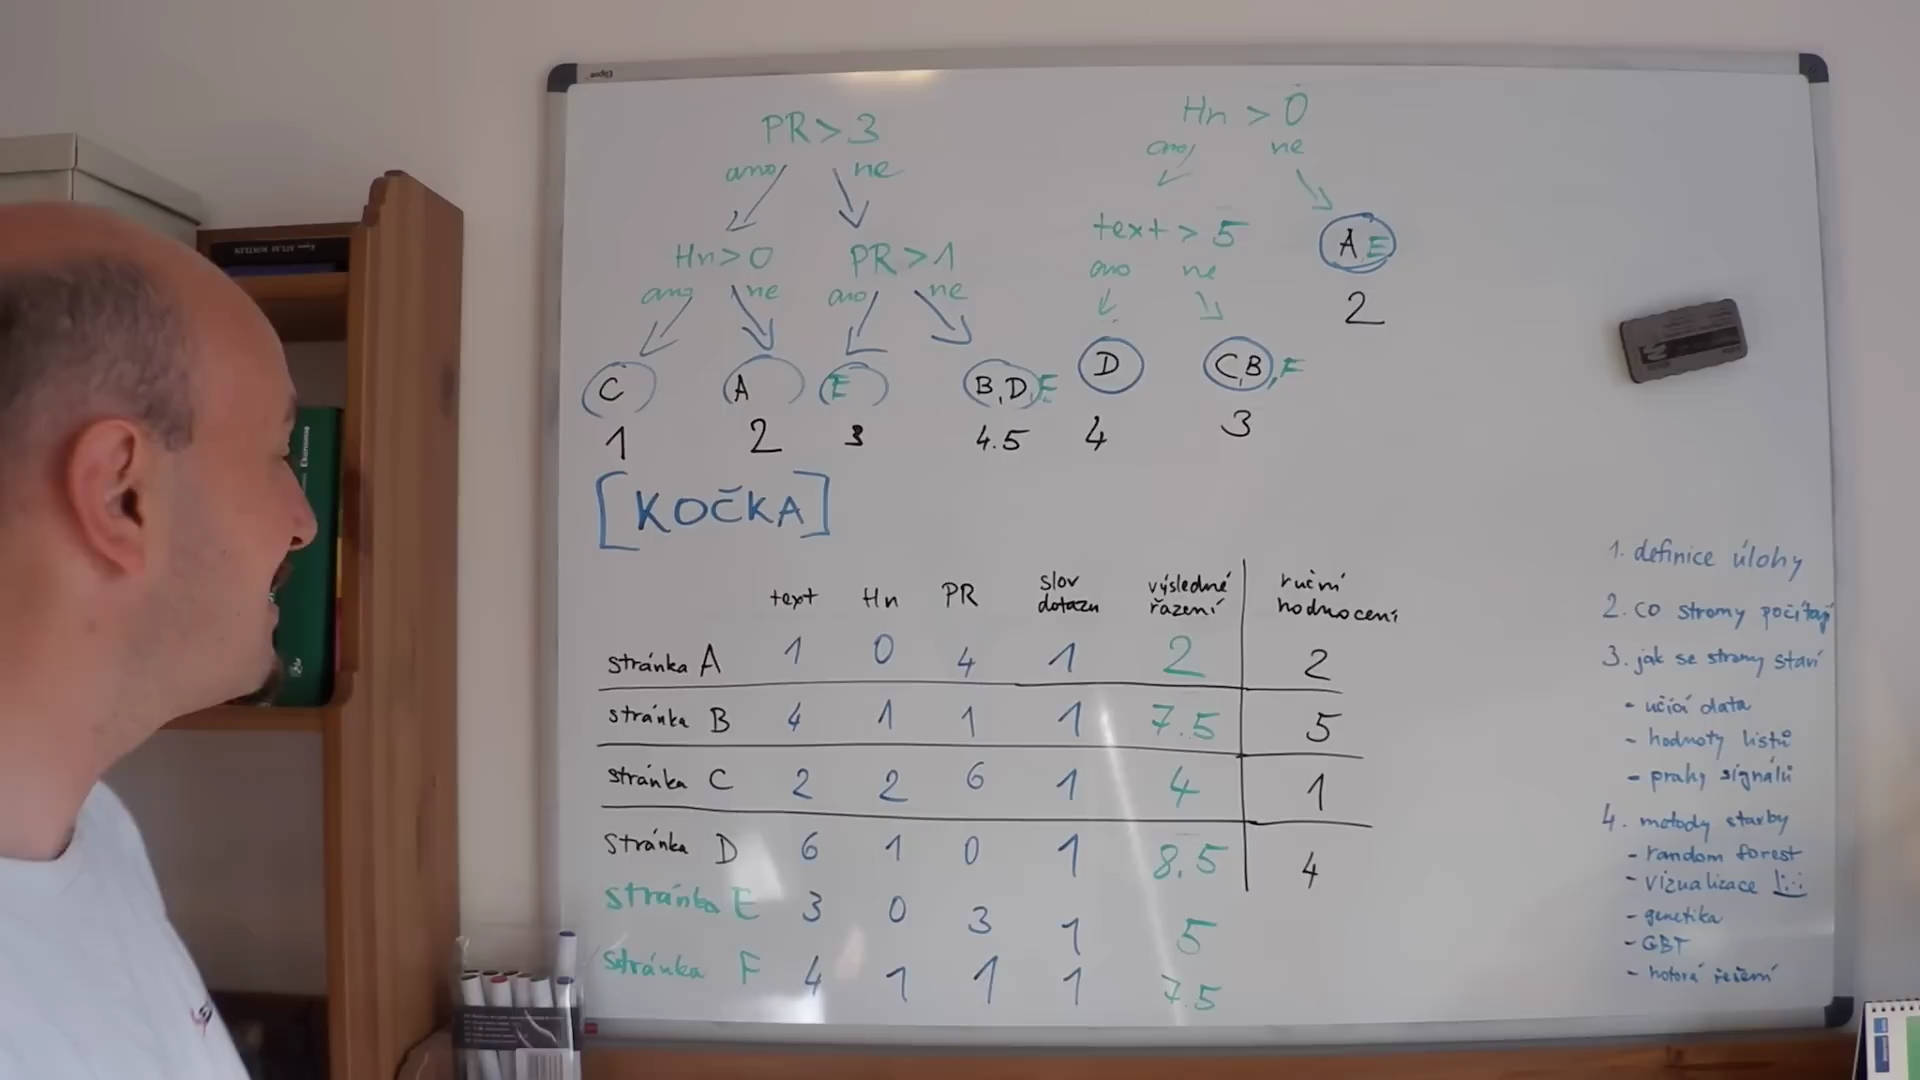 PR > 3
ano ne
Hn > 0 PR > 1
ano ne ano ne
C A E B, D, F
1 2 3 4.5
Hn > 0
ano ne
text > 5 A E
ano ne 2
D C, B, F
4 3
[KOČKA]
text Hn PR slov dotazu výsledné řazení ruční hodnocení
stránka A 1 0 4 1 2 2
stránka B 4 1 1 1 7.5 5
stránka C 2 2 6 1 4 1
stránka D 6 1 0 1 8.5 4
stránka E 3 0 3 1 5
stránka F 4 1 1 1 7.5
1. definice úlohy
2. co stromy počítají
3. jak se stromy staví
- učící data
- hodnoty listů
- prahy signálů
4. metody stavby
- random forest
- vizualizace
- genetika
- GBT
- hotová řešení
Ekonomie